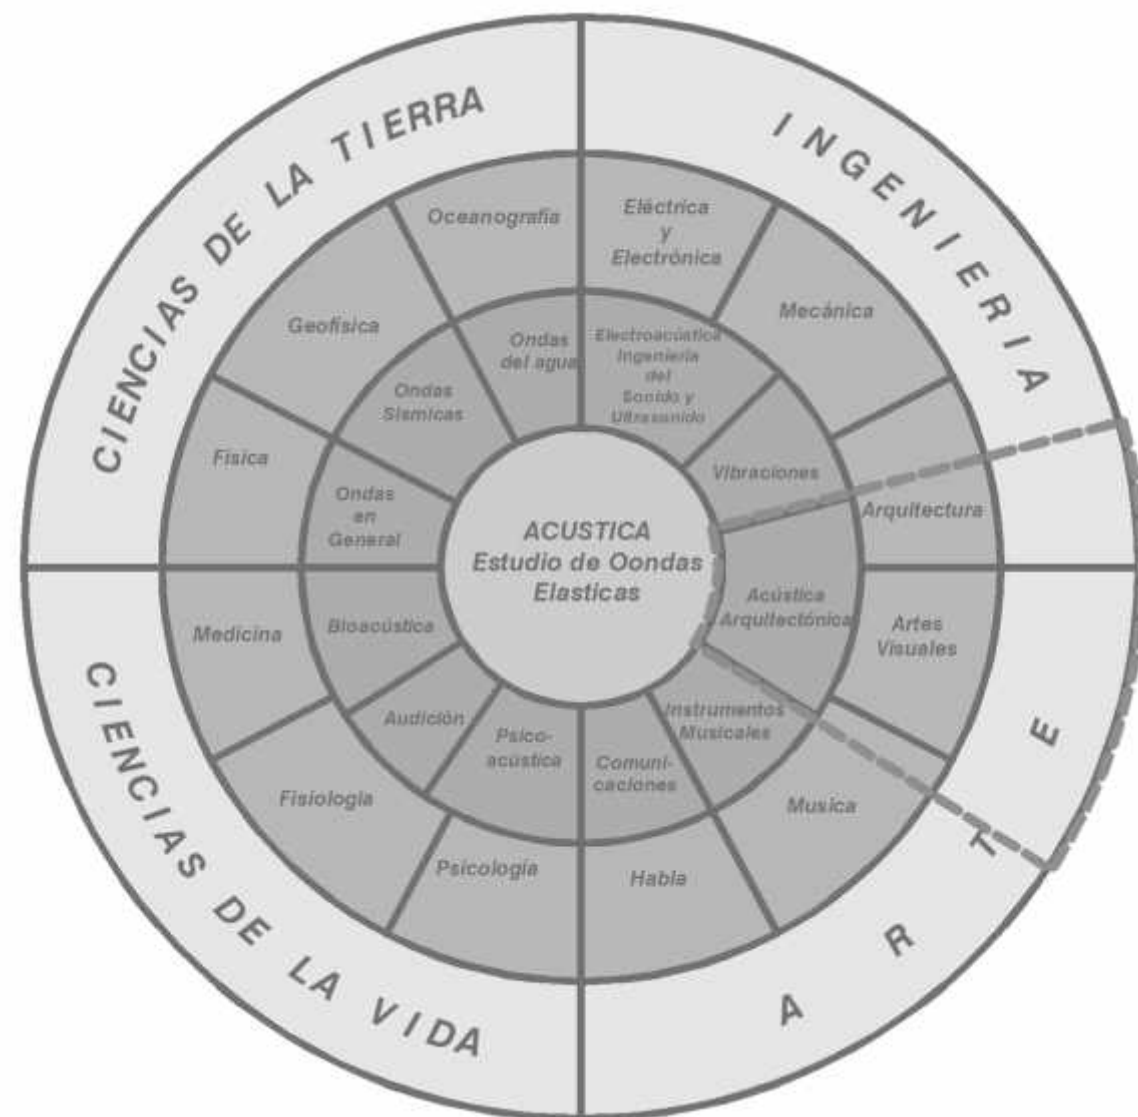 CIENCIAS DE LA TIERRA
INGENIERIA
Oceanografía
Eléctrica
y
Electrónica
Geofísica
Mecánica
Ondas
del agua
Electroacústica
Ingeniería
del
Sonido y
Ultrasonido
Ondas
Sísmicas
Física
Vibraciones
Arquitectura
Ondas
en
General
ACUSTICA
Estudio de Oondas
Elasticas
Acústica
Arquitectónica
Artes
Visuales
Medicina
Bioacústica
Audición
Psico-
acústica
Comuni-
caciones
Instrumentos
Musicales
Fisiología
Musica
Psicología
Habla
CIENCIAS DE LA VIDA
ARTE